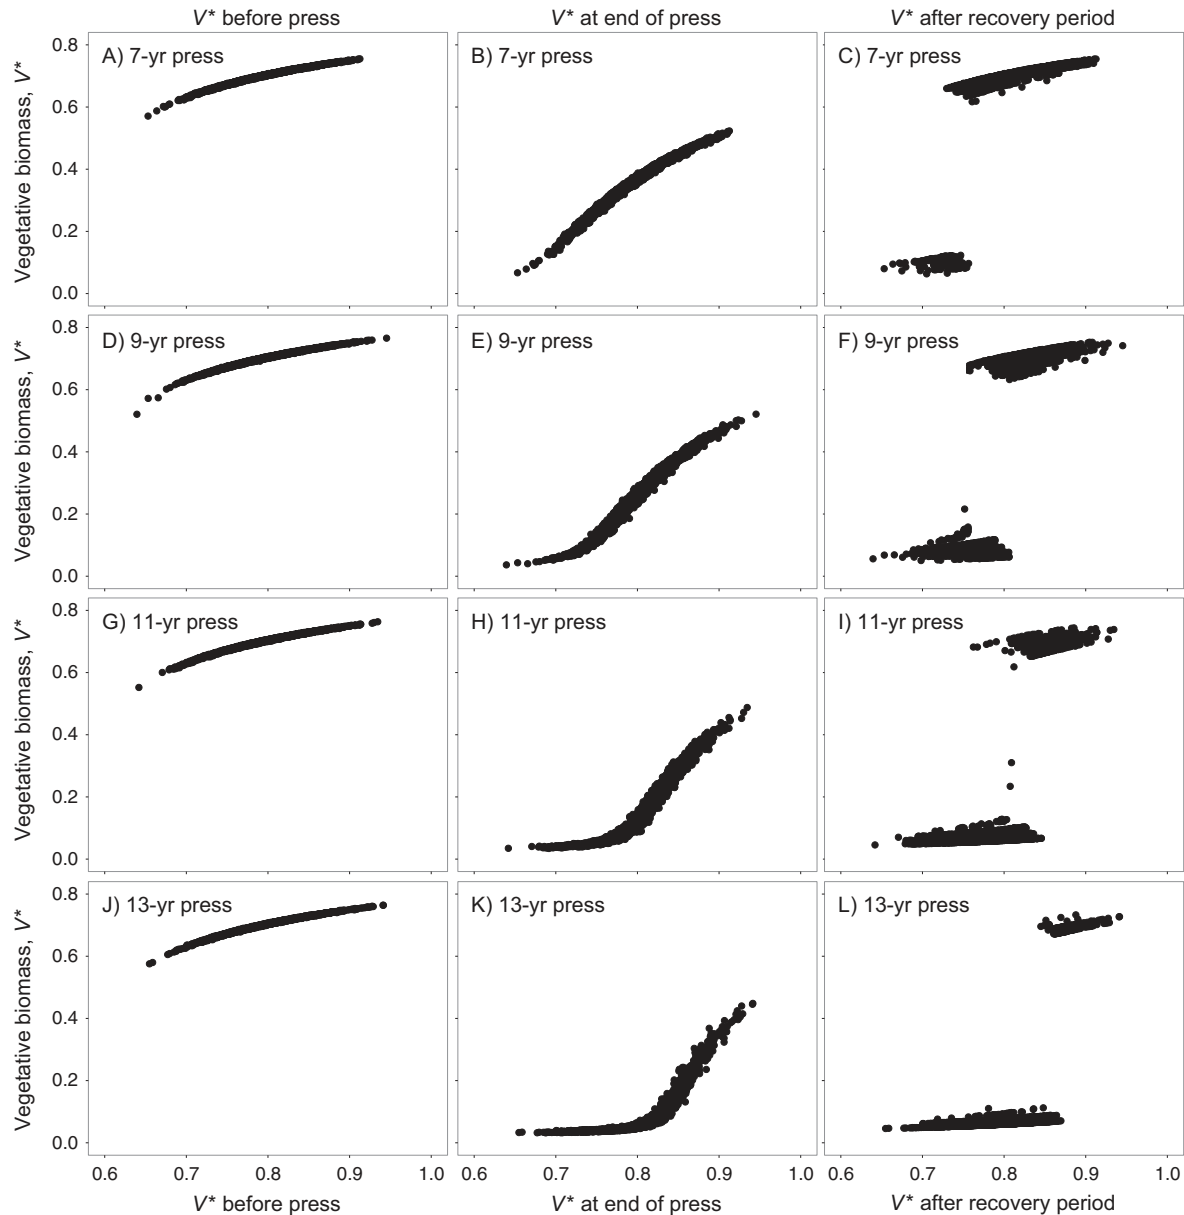 V* before press V* at end of press V* after recovery period
A) 7-yr press B) 7-yr press C) 7-yr press
Vegetative biomass, V*
0.8
0.6
0.4
0.2
0.0
D) 9-yr press E) 9-yr press F) 9-yr press
Vegetative biomass, V*
0.8
0.6
0.4
0.2
0.0
G) 11-yr press H) 11-yr press I) 11-yr press
Vegetative biomass, V*
0.8
0.6
0.4
0.2
0.0
J) 13-yr press K) 13-yr press L) 13-yr press
Vegetative biomass, V*
0.8
0.6
0.4
0.2
0.0
0.6 0.7 0.8 0.9 1.0 0.6 0.7 0.8 0.9 1.0 0.6 0.7 0.8 0.9 1.0
V* before press V* at end of press V* after recovery period